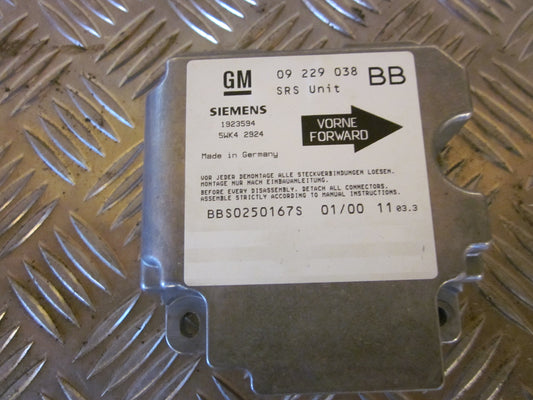 GM 09 229 038 BB
SRS Unit
SIEMENS
1923594
5WK4 2924
VORNE
FORWARD
Made in Germany
VOR JEDER DEMONTAGE ALLE STECKVERBINDUNGEN LOESEN.
MONTAGE NUR NACH EINBAUANLEITUNG.
BEFORE EVERY DISASSEMBLY. DETACH ALL CONNECTORS.
ASSEMBLE STRICTLY ACCORDING TO MANUAL INSTRUCTIONS.
BBS0250167S 01/00 11 03.3